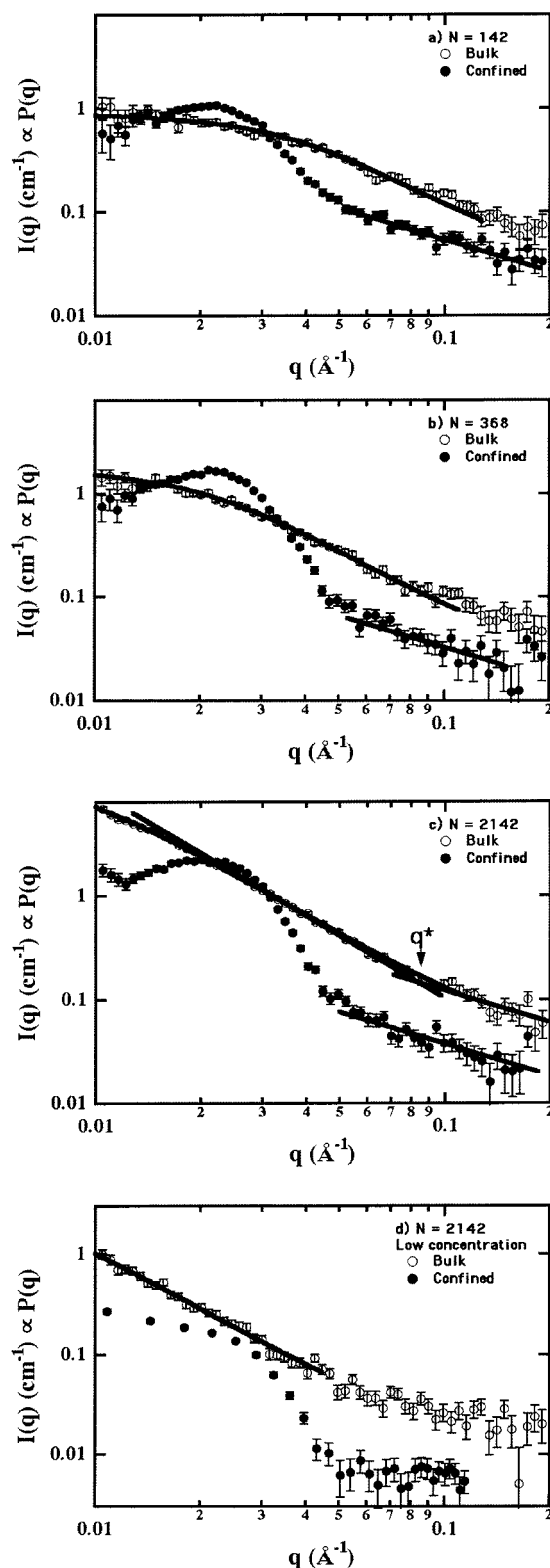 a) N = 142
Bulk
Confined
1
0.1
0.01
I(q) (cm⁻¹) ∝ P(q)
0.01 2 3 4 5 6 7 8 9 0.1 2
q (Å⁻¹)
b) N = 368
Bulk
Confined
1
0.1
0.01
I(q) (cm⁻¹) ∝ P(q)
0.01 2 3 4 5 6 7 8 9 0.1 2
q (Å⁻¹)
c) N = 2142
Bulk
Confined
q*
1
0.1
0.01
I(q) (cm⁻¹) ∝ P(q)
0.01 2 3 4 5 6 7 8 9 0.1 2
q (Å⁻¹)
d) N = 2142
Low concentration
Bulk
Confined
1
0.1
0.01
I(q) (cm⁻¹) ∝ P(q)
0.01 2 3 4 5 6 7 8 9 0.1 2
q (Å⁻¹)